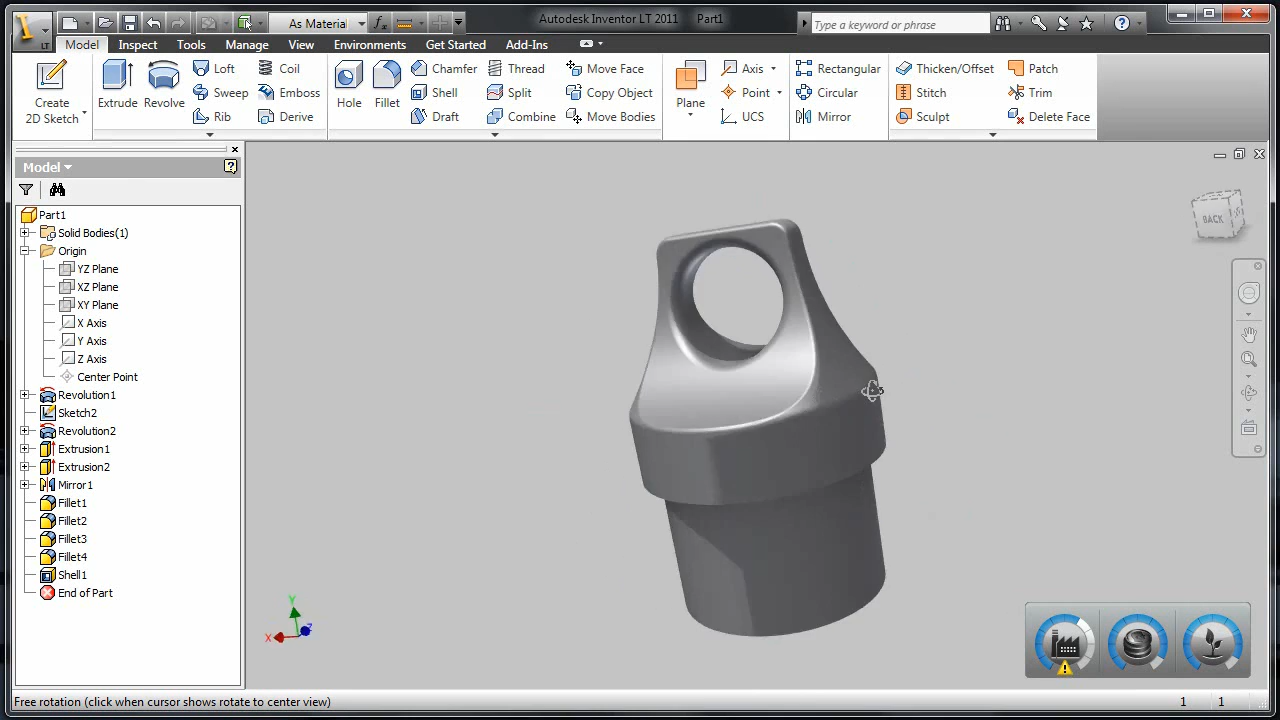 As Material
Autodesk Inventor LT 2011 Part1
Type a keyword or phrase
LT
Model Inspect Tools Manage View Environments Get Started Add-Ins
Create
2D Sketch
Extrude
Revolve
Loft
Sweep
Rib
Coil
Emboss
Derive
Hole
Fillet
Chamfer
Shell
Draft
Thread
Split
Combine
Move Face
Copy Object
Move Bodies
Plane
Axis
Point
UCS
Rectangular
Circular
Mirror
Thicken/Offset
Stitch
Sculpt
Patch
Trim
Delete Face
Model
Part1
Solid Bodies(1)
Origin
YZ Plane
XZ Plane
XY Plane
X Axis
Y Axis
Z Axis
Center Point
Revolution1
Sketch2
Revolution2
Extrusion1
Extrusion2
Mirror1
Fillet1
Fillet2
Fillet3
Fillet4
Shell1
End of Part
BACK
Y
X
Z
Free rotation (click when cursor shows rotate to center view)
1 1